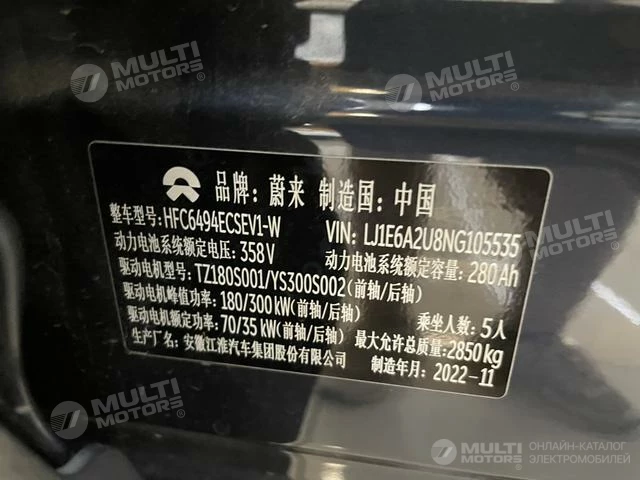 MULTI
MOTORS®
MULTI
MOTORS®
品牌：蔚来 制造国：中国
整车型号：HFC6494ECSEV1-W VIN: LJ1E6A2U8NG105535
动力电池系统额定电压：358V 动力电池系统额定容量：280Ah
驱动电机型号：TZ180S001/YS300S002(前轴/后轴)
驱动电机峰值功率：180/300kW(前轴/后轴) 乘坐人数：5人
驱动电机额定功率：70/35kW(前轴/后轴) 最大允许总质量：2850kg
生产厂名：安徽江淮汽车集团股份有限公司 制造年月：2022-11
MULTI
MOTORS®
MULTI
MOTORS®
ОНЛАЙН-КАТАЛОГ
ЭЛЕКТРОМОБИЛЕЙ